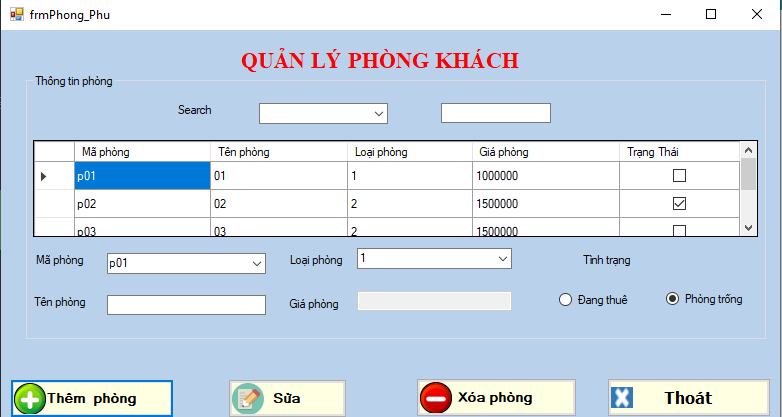 frmPhong_Phu
QUẢN LÝ PHÒNG KHÁCH
Thông tin phòng
Search
Mã phòng Tên phòng Loại phòng Giá phòng Trạng Thái
p01 01 1 1000000
p02 02 2 1500000
p03 03 2 1500000
Mã phòng p01 Loại phòng 1 Tình trạng
Tên phòng Giá phòng Đang thuê Phòng trống
Thêm phòng Sửa Xóa phòng Thoát